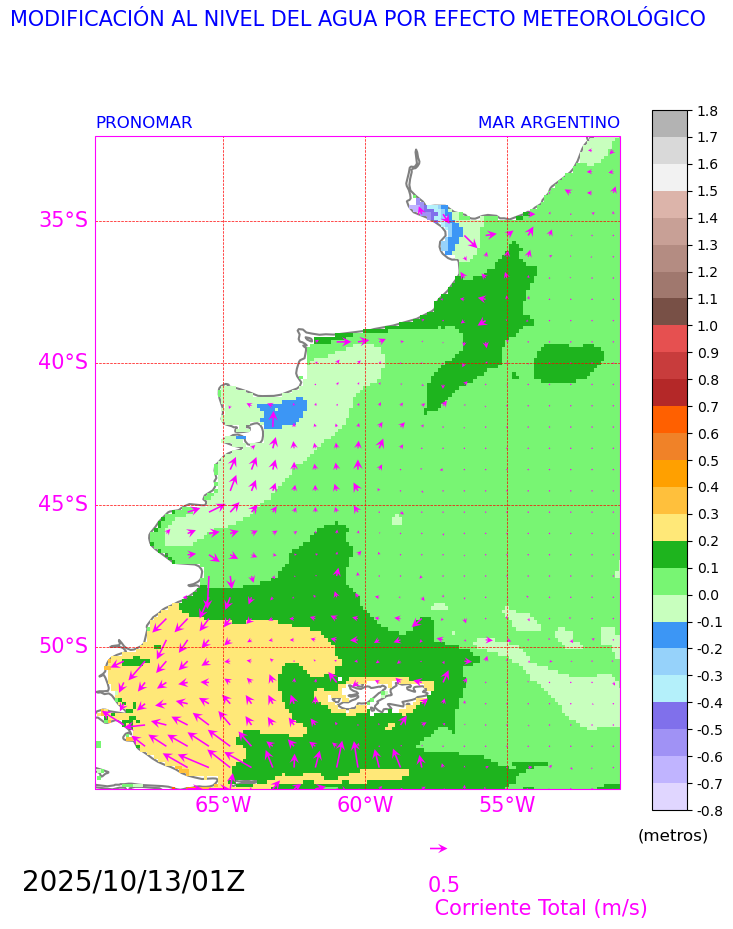 MODIFICACIÓN AL NIVEL DEL AGUA POR EFECTO METEOROLÓGICO
PRONOMAR MAR ARGENTINO
35°S
40°S
45°S
50°S
65°W 60°W 55°W
1.8
1.7
1.6
1.5
1.4
1.3
1.2
1.1
1.0
0.9
0.8
0.7
0.6
0.5
0.4
0.3
0.2
0.1
0.0
-0.1
-0.2
-0.3
-0.4
-0.5
-0.6
-0.7
-0.8
(metros)
2025/10/13/01Z
0.5
Corriente Total (m/s)